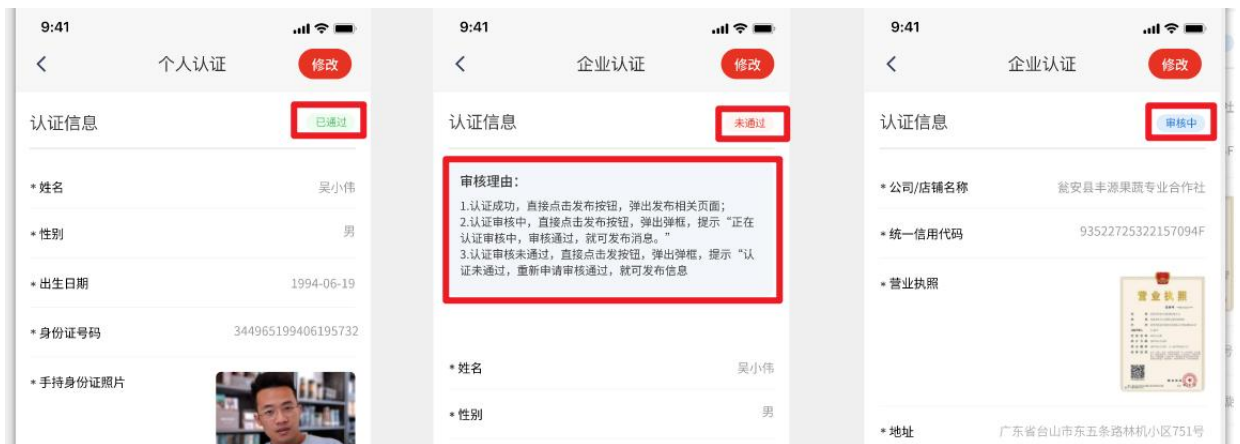 9:41
个人认证
修改
认证信息
已通过
* 姓名
吴小伟
* 性别
男
* 出生日期
1994-06-19
* 身份证号码
344965199406195732
* 手持身份证照片
9:41
企业认证
修改
认证信息
未通过
审核理由:
1.认证成功,直接点击发布按钮,弹出发布相关页面;
2.认证审核中,直接点击发布按钮,弹出弹框,提示“正在
认证审核中,审核通过,就可发布消息。”
3.认证审核未通过,直接点击发按钮,弹出弹框,提示“认
证未通过,重新申请审核通过,就可发布信息
* 姓名
吴小伟
* 性别
男
9:41
企业认证
修改
认证信息
审核中
* 公司/店铺名称
瓮安县丰源果蔬专业合作社
* 统一信用代码
93522725322157094F
* 营业执照
营业执照
* 地址
广东省台山市东五条路林机小区751号